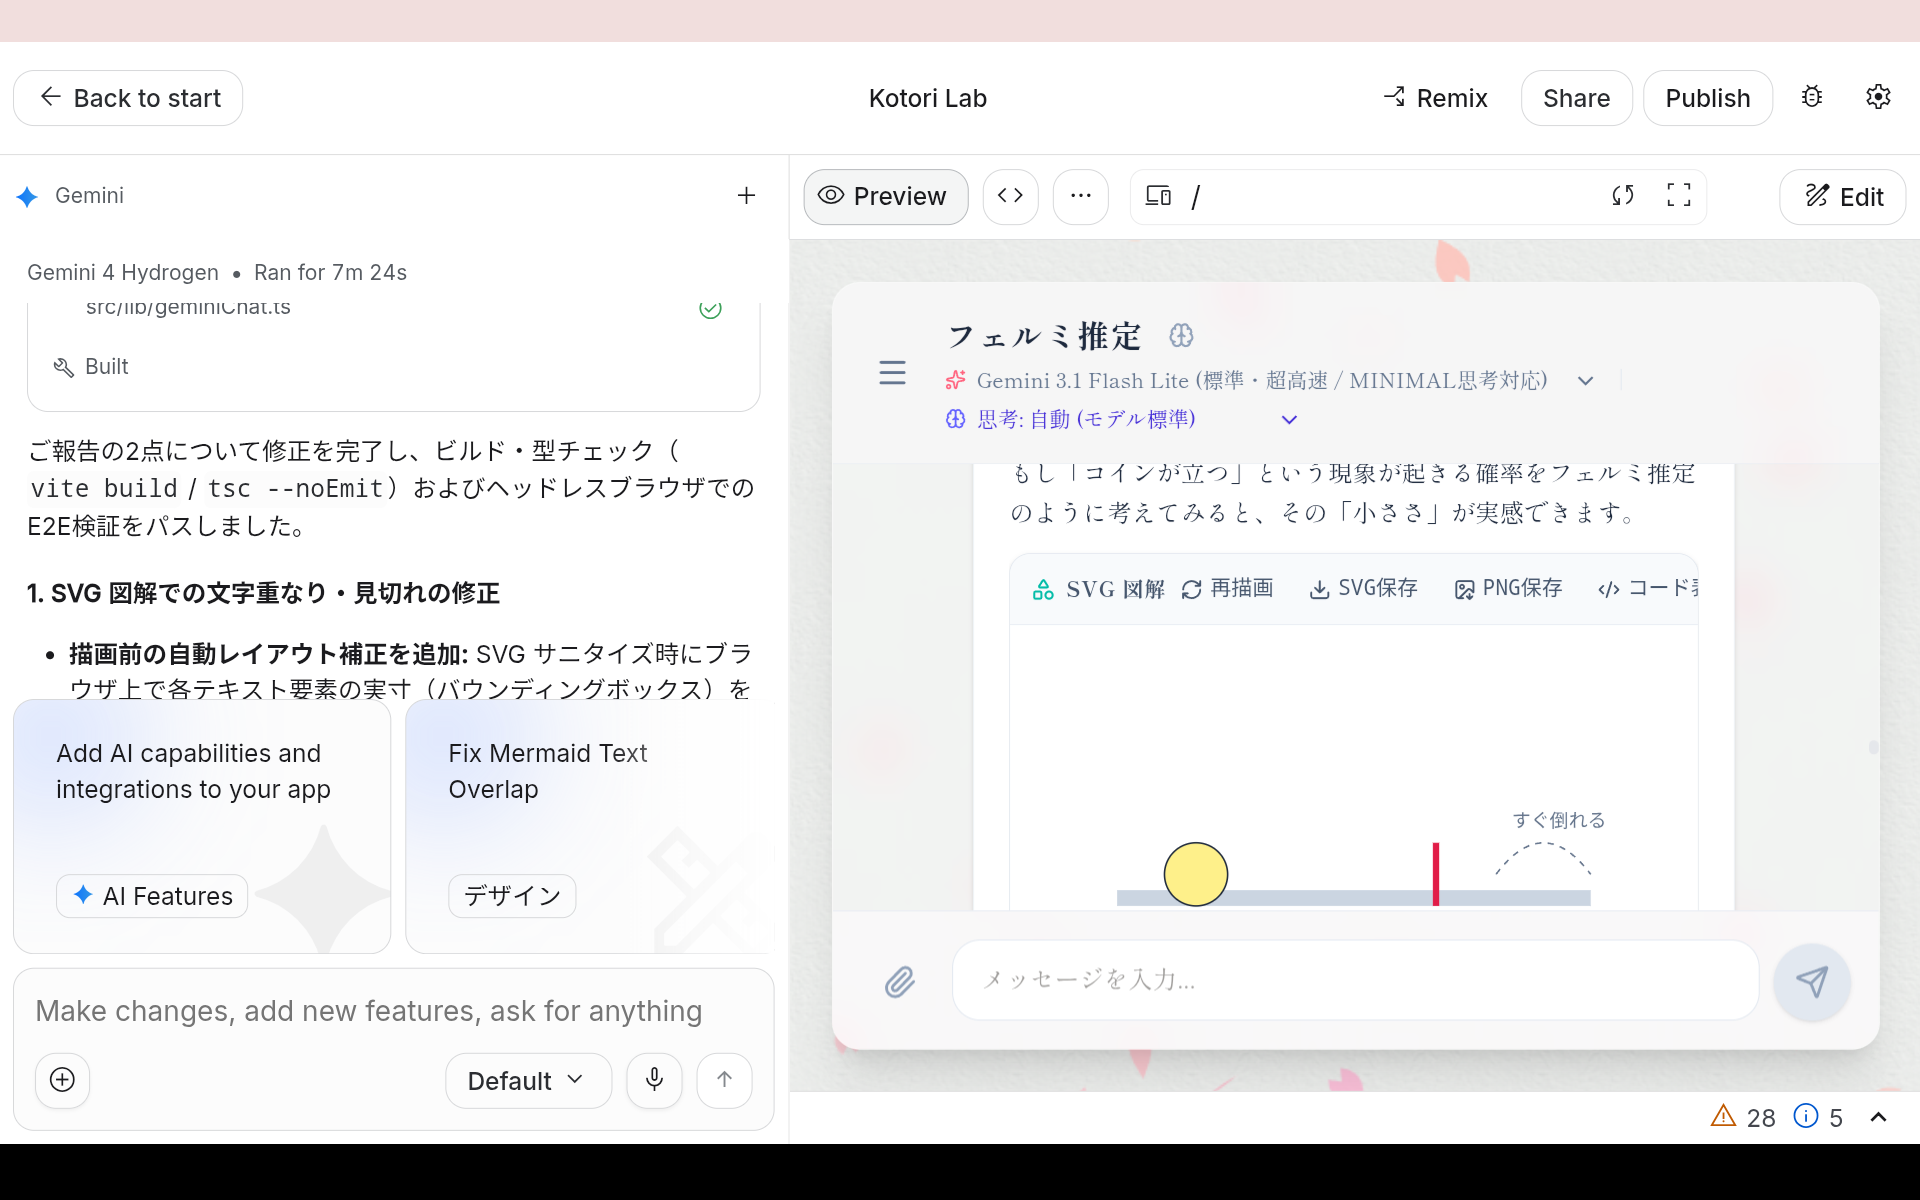 Back to start
Kotori Lab
Remix
Share
Publish
Gemini
Gemini 4 Hydrogen • Ran for 7m 24s
src/lib/geminiChat.ts
Built
ご報告の2点について修正を完了し、ビルド・型チェック（
vite build / tsc --noEmit）およびヘッドレスブラウザでの
E2E検証をパスしました。
1. SVG 図解での文字重なり・見切れの修正
• 描画前の自動レイアウト補正を追加: SVG サニタイズ時にブラ
ウザ上で各テキスト要素の実寸（バウンディングボックス）を
Add AI capabilities and
integrations to your app
AI Features
Fix Mermaid Text
Overlap
デザイン
Make changes, add new features, ask for anything
Default
Preview
/
Edit
フェルミ推定
Gemini 3.1 Flash Lite (標準・超高速 / MINIMAL思考対応)
思考: 自動 (モデル標準)
もし「コインが立つ」という現象が起きる確率をフェルミ推定
のように考えてみると、その「小ささ」が実感できます。
SVG 図解
再描画
SVG保存
PNG保存
コード表
すぐ倒れる
メッセージを入力...
28
5